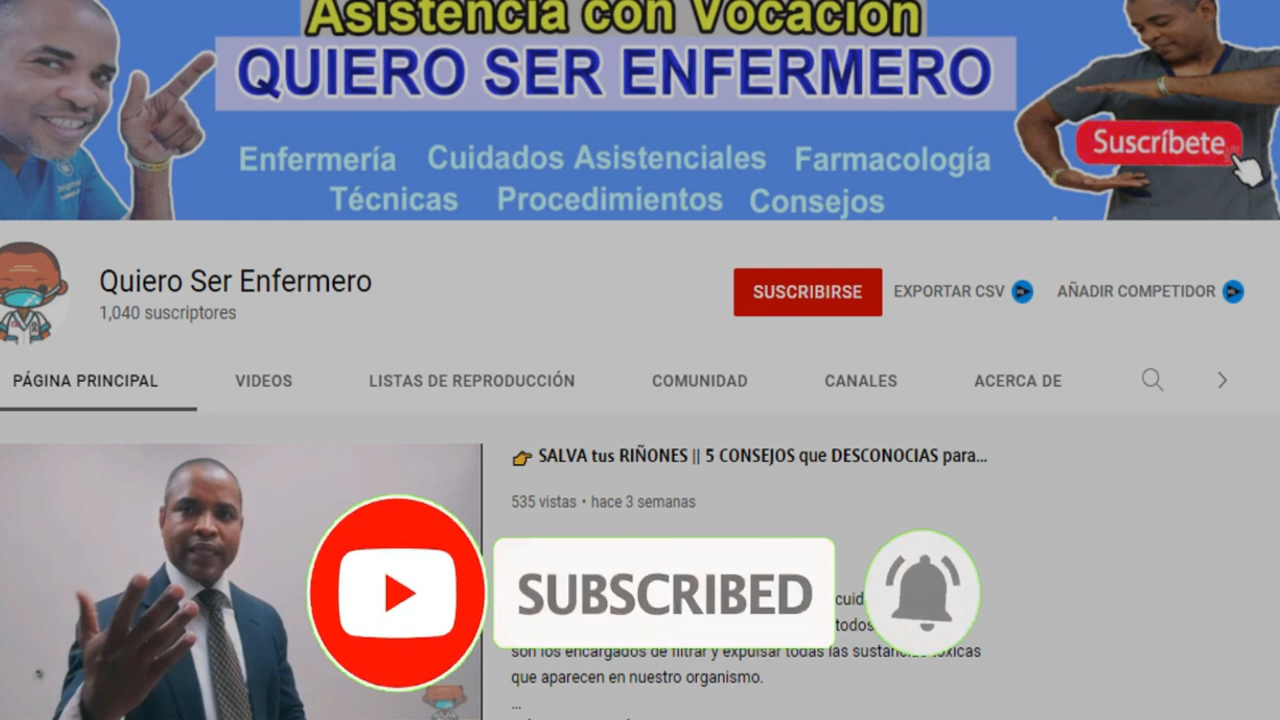 Asistencia con Vocación
QUIERO SER ENFERMERO
Enfermería Cuidados Asistenciales Farmacología
Técnicas Procedimientos Consejos
Suscríbete
Quiero Ser Enfermero
1,040 suscriptores
SUSCRIBIRSE EXPORTAR CSV AÑADIR COMPETIDOR
PÁGINA PRINCIPAL VIDEOS LISTAS DE REPRODUCCIÓN COMUNIDAD CANALES ACERCA DE
👉 SALVA tus RIÑONES || 5 CONSEJOS que DESCONOCIAS para...
535 vistas • hace 3 semanas
SUBSCRIBED
todos
son los encargados de filtrar y expulsar todas las sustancias tóxicas
que aparecen en nuestro organismo.
...